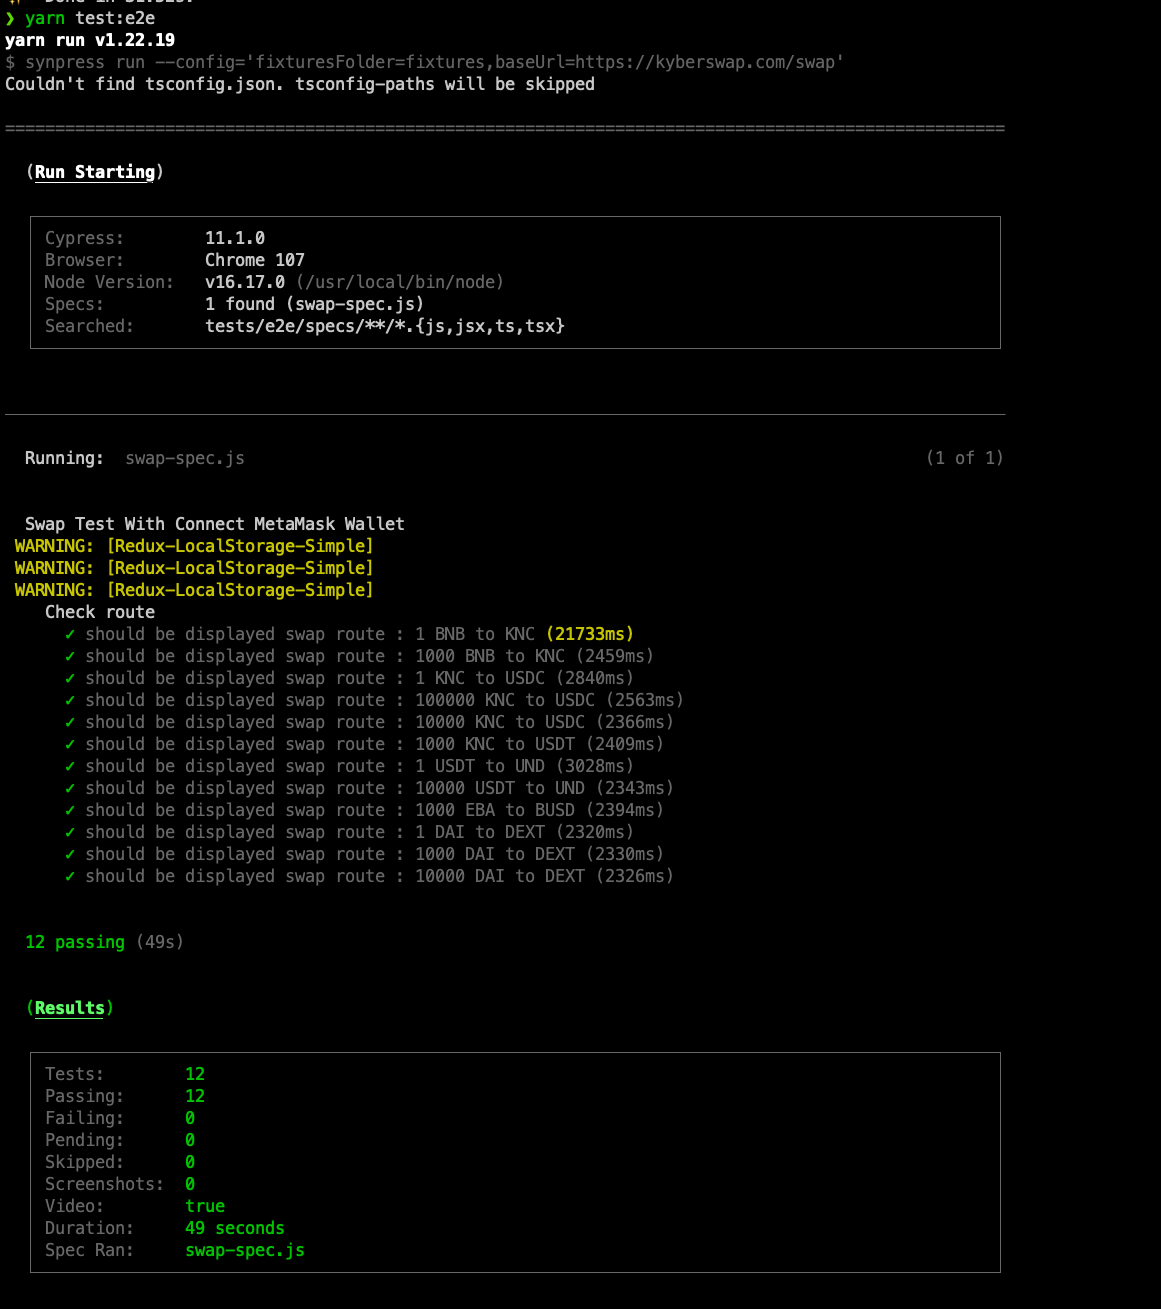 ❯ yarn test:e2e
yarn run v1.22.19
$ synpress run --config='fixturesFolder=fixtures,baseUrl=https://kyberswap.com/swap'
Couldn't find tsconfig.json. tsconfig-paths will be skipped
====================================================================================================
(Run Starting)
Cypress: 11.1.0
Browser: Chrome 107
Node Version: v16.17.0 (/usr/local/bin/node)
Specs: 1 found (swap-spec.js)
Searched: tests/e2e/specs/**/*.{js,jsx,ts,tsx}
Running: swap-spec.js (1 of 1)
Swap Test With Connect MetaMask Wallet
WARNING: [Redux-LocalStorage-Simple]
WARNING: [Redux-LocalStorage-Simple]
WARNING: [Redux-LocalStorage-Simple]
Check route
✓ should be displayed swap route : 1 BNB to KNC (21733ms)
✓ should be displayed swap route : 1000 BNB to KNC (2459ms)
✓ should be displayed swap route : 1 KNC to USDC (2840ms)
✓ should be displayed swap route : 100000 KNC to USDC (2563ms)
✓ should be displayed swap route : 10000 KNC to USDC (2366ms)
✓ should be displayed swap route : 1000 KNC to USDT (2409ms)
✓ should be displayed swap route : 1 USDT to UND (3028ms)
✓ should be displayed swap route : 10000 USDT to UND (2343ms)
✓ should be displayed swap route : 1000 EBA to BUSD (2394ms)
✓ should be displayed swap route : 1 DAI to DEXT (2320ms)
✓ should be displayed swap route : 1000 DAI to DEXT (2330ms)
✓ should be displayed swap route : 10000 DAI to DEXT (2326ms)
12 passing (49s)
(Results)
Tests: 12
Passing: 12
Failing: 0
Pending: 0
Skipped: 0
Screenshots: 0
Video: true
Duration: 49 seconds
Spec Ran: swap-spec.js